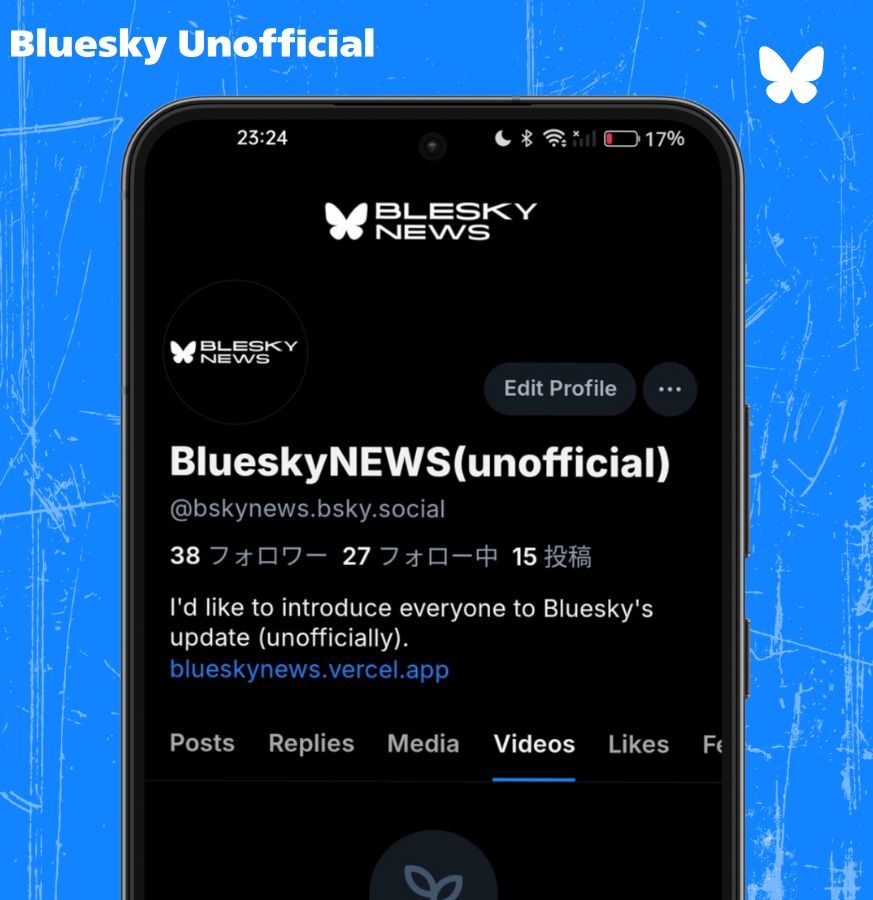 Bluesky Unofficial
23:24
17%
BLESKY
NEWS
BLESKY
NEWS
Edit Profile
BlueskyNEWS(unofficial)
@bskynews.bsky.social
38 フォロワー 27 フォロー中 15 投稿
I'd like to introduce everyone to Bluesky's
update (unofficially).
blueskynews.vercel.app
Posts Replies Media Videos Likes Fe